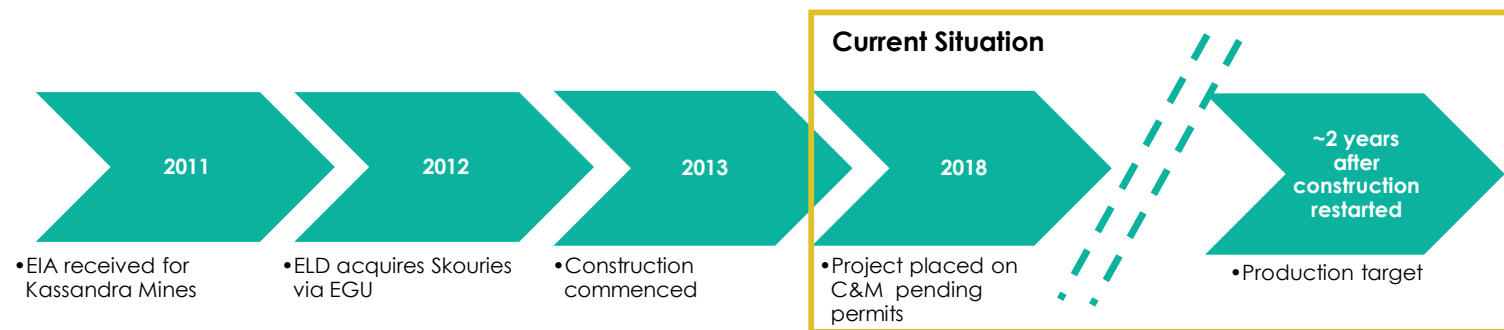 Current Situation
2011
2012
2013
2018
~2 years
after
construction
restarted
•EIA received for
Kassandra Mines
•ELD acquires Skouries
via EGU
•Construction
commenced
•Project placed on
C&M pending
permits
•Production target